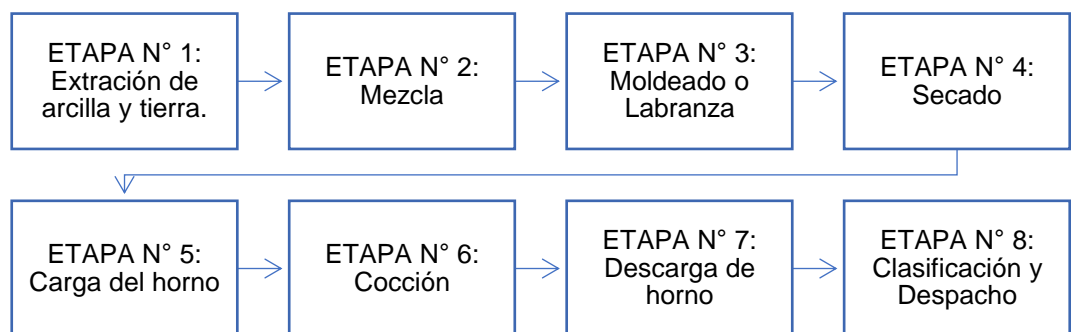 ETAPA N° 1:
Extracción de
arcilla y tierra.
ETAPA N° 2:
Mezcla
ETAPA N° 3:
Moldeado o
Labranza
ETAPA N° 4:
Secado
ETAPA N° 5:
Carga del horno
ETAPA N° 6:
Cocción
ETAPA N° 7:
Descarga de
horno
ETAPA N° 8:
Clasificación y
Despacho